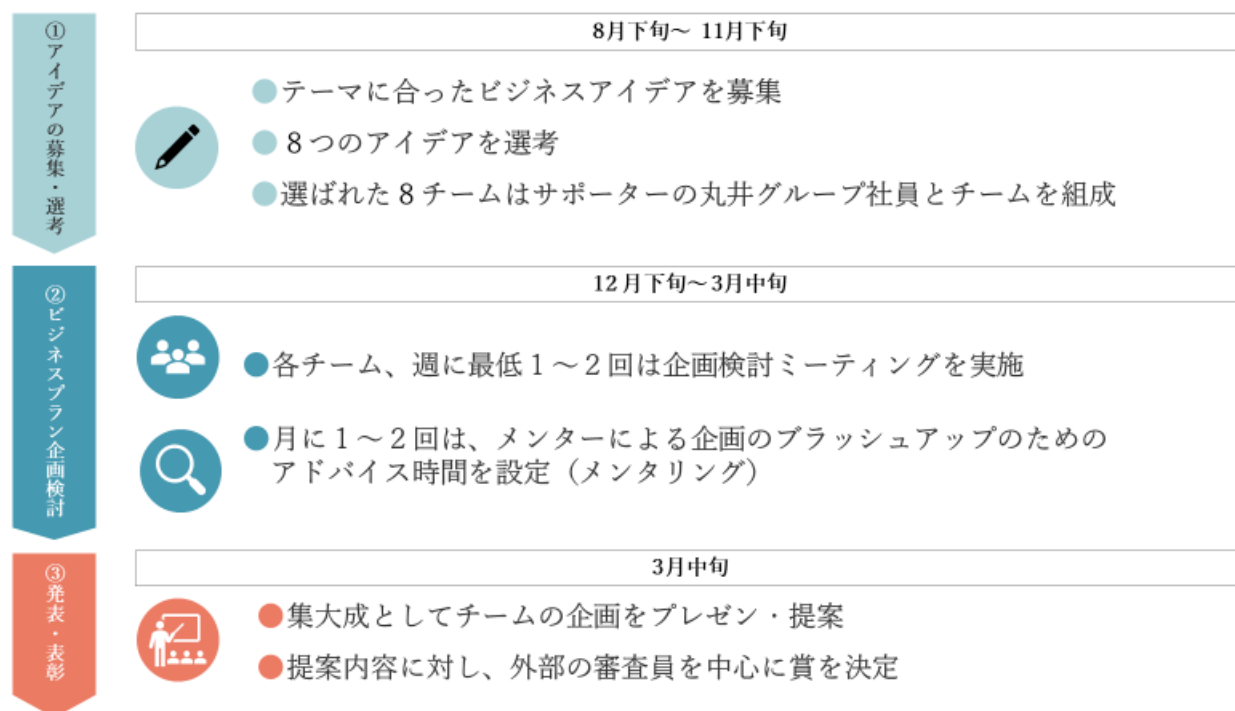 ①アイデアの募集・選考
8月下旬～ 11月下旬
●テーマに合ったビジネスアイデアを募集
●８つのアイデアを選考
●選ばれた８チームはサポーターの丸井グループ社員とチームを組成
②ビジネスプラン企画検討
12月下旬～3月中旬
●各チーム、週に最低１～２回は企画検討ミーティングを実施
●月に１～２回は、メンターによる企画のブラッシュアップのための
アドバイス時間を設定（メンタリング）
③発表・表彰
3月中旬
●集大成としてチームの企画をプレゼン・提案
●提案内容に対し、外部の審査員を中心に賞を決定